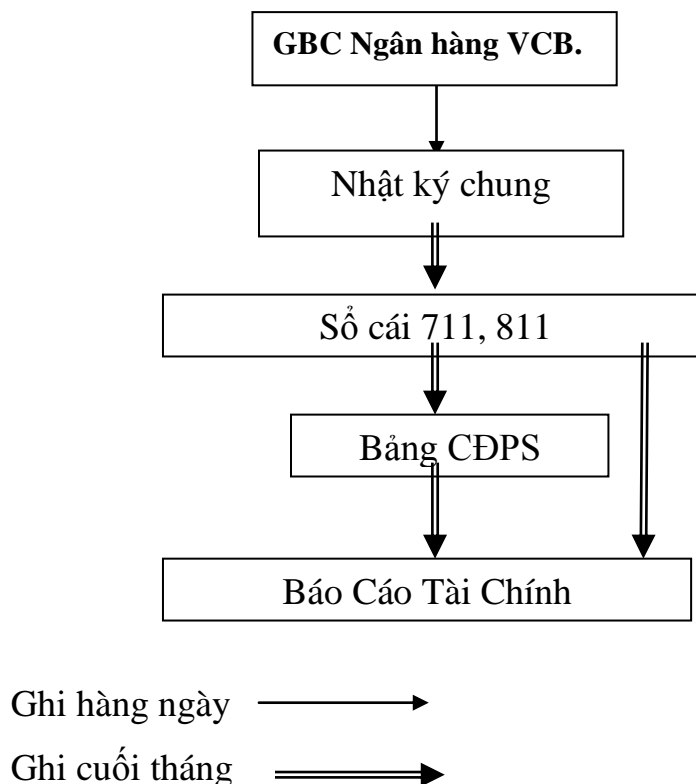 GBC Ngân hàng VCB.
Nhật ký chung
Sổ cái 711, 811
Bảng CĐPS
Báo Cáo Tài Chính
Ghi hàng ngày
Ghi cuối tháng